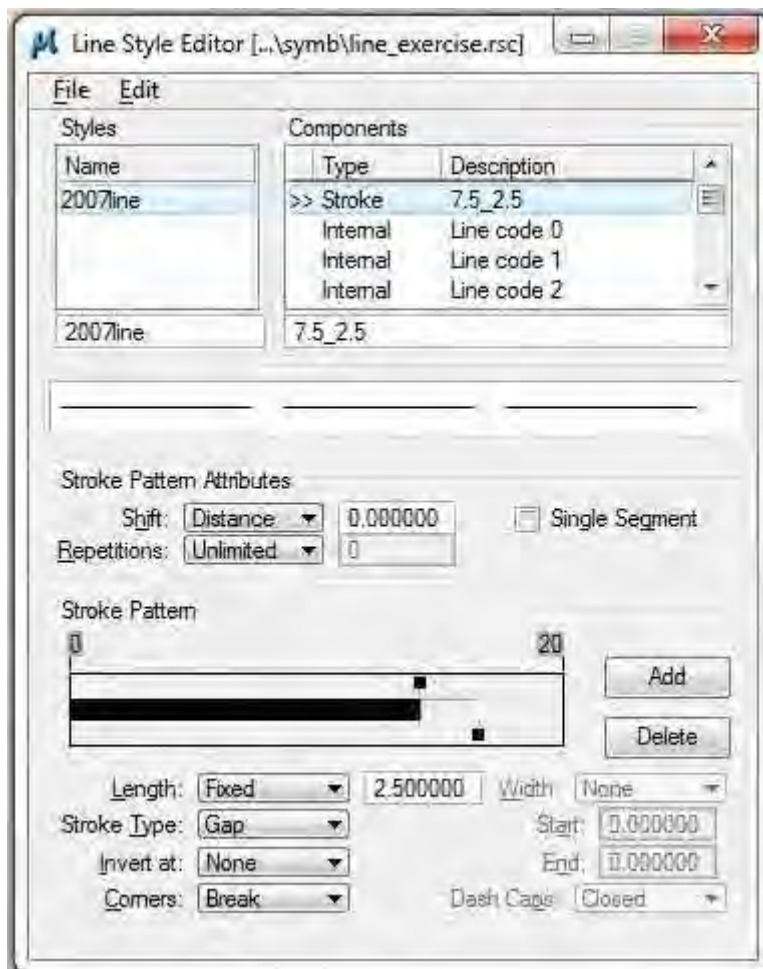 µ Line Style Editor [...\symb\line_exercise.rsc]
File Edit
Styles Components
Name Type Description
2007line >> Stroke 7.5_2.5
Internal Line code 0
Internal Line code 1
Internal Line code 2
2007line 7.5_2.5
Stroke Pattern Attributes
Shift: Distance 0.000000 Single Segment
Repetitions: Unlimited 0
Stroke Pattern
0 20
Add
Delete
Length: Fixed 2.500000 Width None
Stroke Type: Gap Start: 0.000000
Invert at: None End: 0.000000
Corners: Break Dash Caps Closed